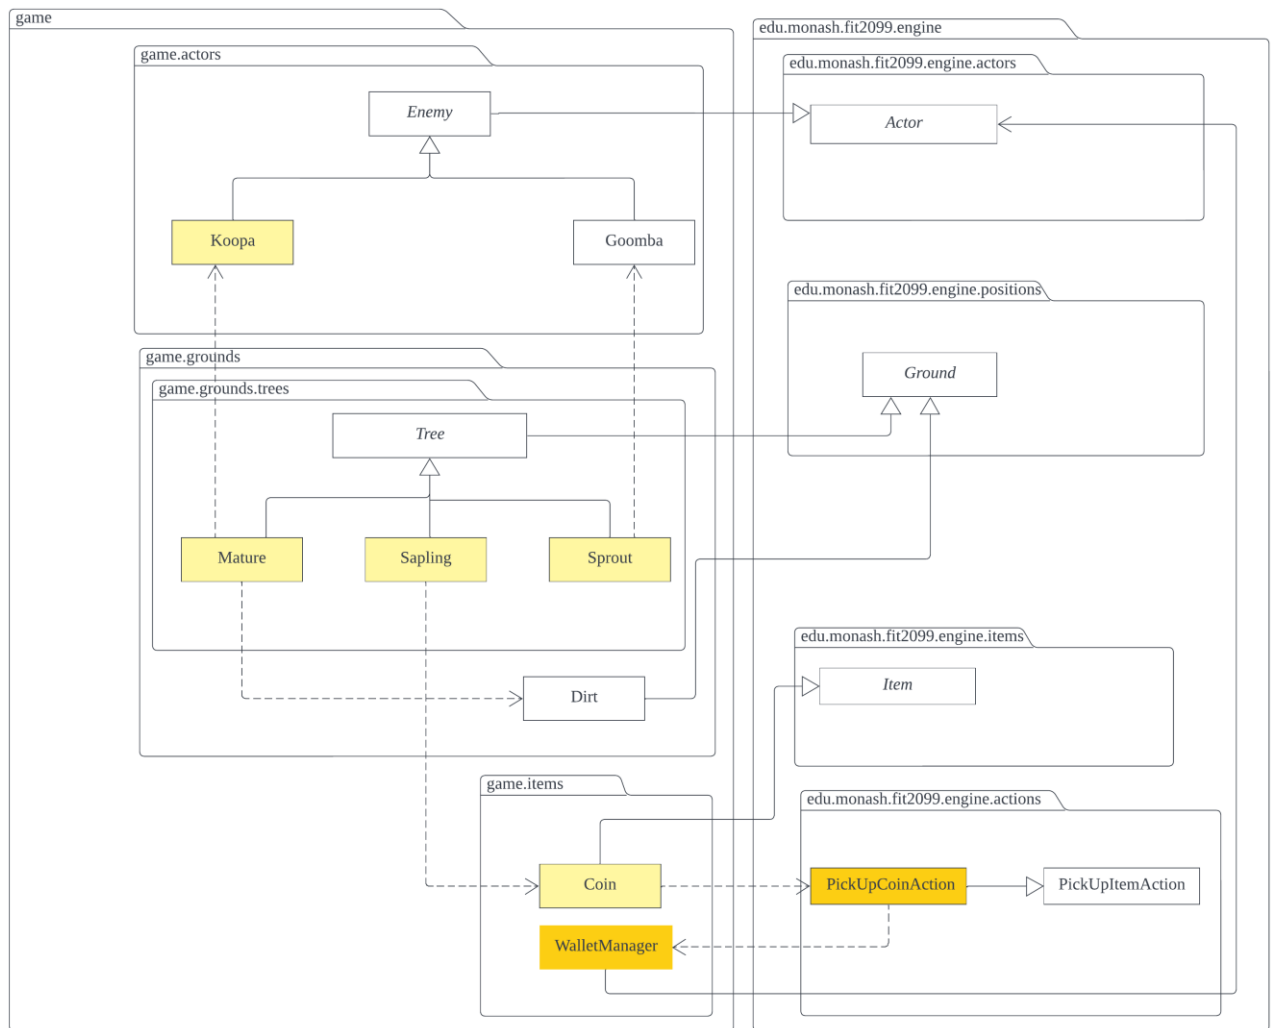 game
game.actors
Enemy
Koopa
Goomba
game.grounds
game.grounds.trees
Tree
Mature
Sapling
Sprout
Dirt
game.items
Coin
WalletManager
edu.monash.fit2099.engine
edu.monash.fit2099.engine.actors
Actor
edu.monash.fit2099.engine.positions
Ground
edu.monash.fit2099.engine.items
Item
edu.monash.fit2099.engine.actions
PickUpCoinAction
PickUpItemAction